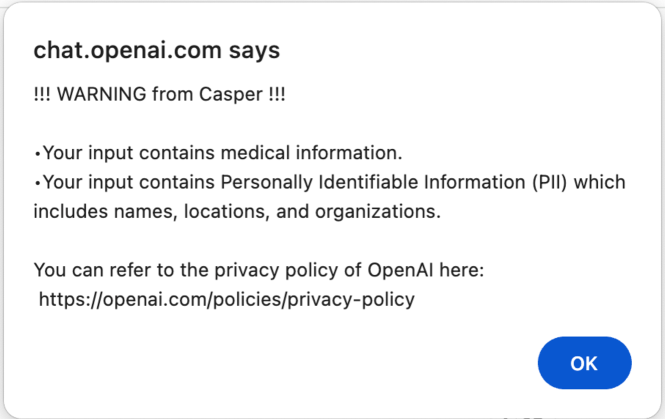 chat.openai.com says
!!! WARNING from Casper !!!
•Your input contains medical information.
•Your input contains Personally Identifiable Information (PII) which
includes names, locations, and organizations.
You can refer to the privacy policy of OpenAI here:
https://openai.com/policies/privacy-policy
OK